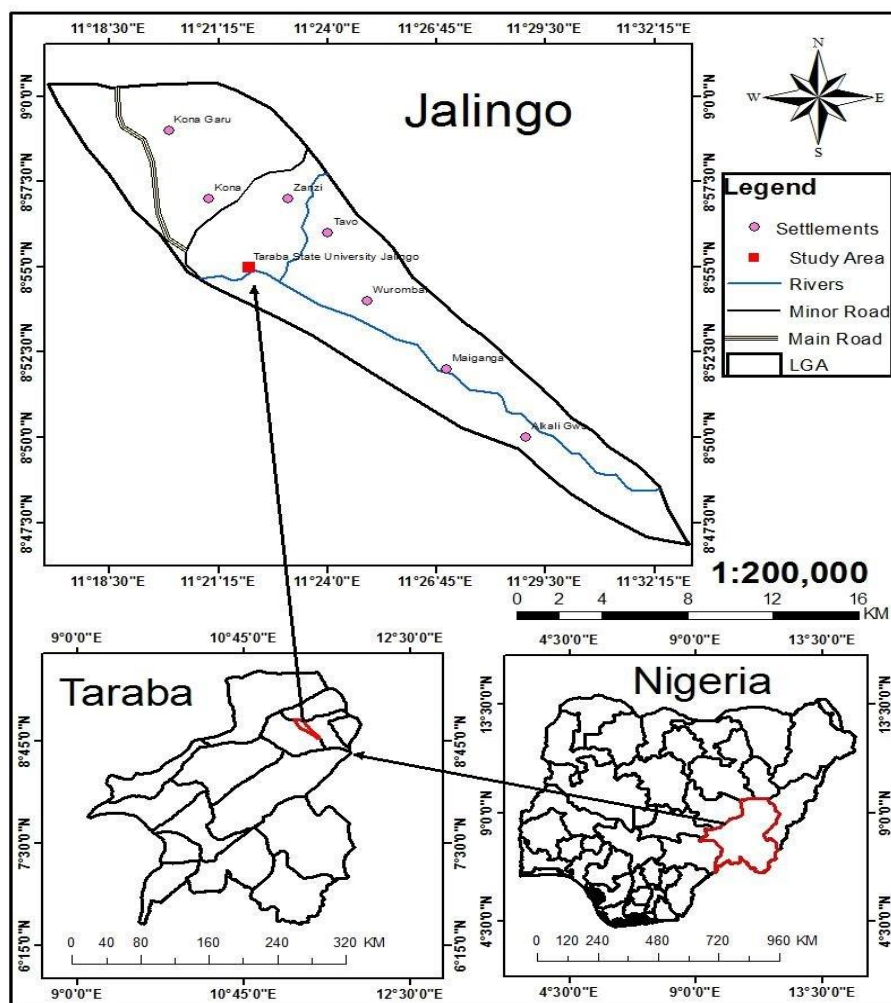 11°18'30"E 11°21'15"E 11°24'0"E 11°26'45"E 11°29'30"E 11°32'15"E
Jalingo
N
W E
S
9°0'0"N 9°0'0"N
Kona Garu
8°57'30"N 8°57'30"N
Kona
Zanzi
Tavo
8°55'0"N 8°55'0"N
Taraba State University Jalingo
Wurombai
8°52'30"N 8°52'30"N
Maiganga
8°50'0"N 8°50'0"N
Alkali Gwa
8°47'30"N 8°47'30"N
11°18'30"E 11°21'15"E 11°24'0"E 11°26'45"E 11°29'30"E 11°32'15"E
Legend
Settlements
Study Area
Rivers
Minor Road
Main Road
LGA
1:200,000
0 2 4 8 12 16
KM
9°0'0"E 10°45'0"E 12°30'0"E
Taraba
8°45'0"N 8°45'0"N
7°30'0"N 7°30'0"N
6°15'0"N 6°15'0"N
0 40 80 160 240 320 KM
9°0'0"E 10°45'0"E 12°30'0"E
4°30'0"E 9°0'0"E 13°30'0"E
Nigeria
13°30'0"N 13°30'0"N
9°0'0"N 9°0'0"N
4°30'0"N 4°30'0"N
0 120 240 480 720 960
KM
4°30'0"E 9°0'0"E 13°30'0"E